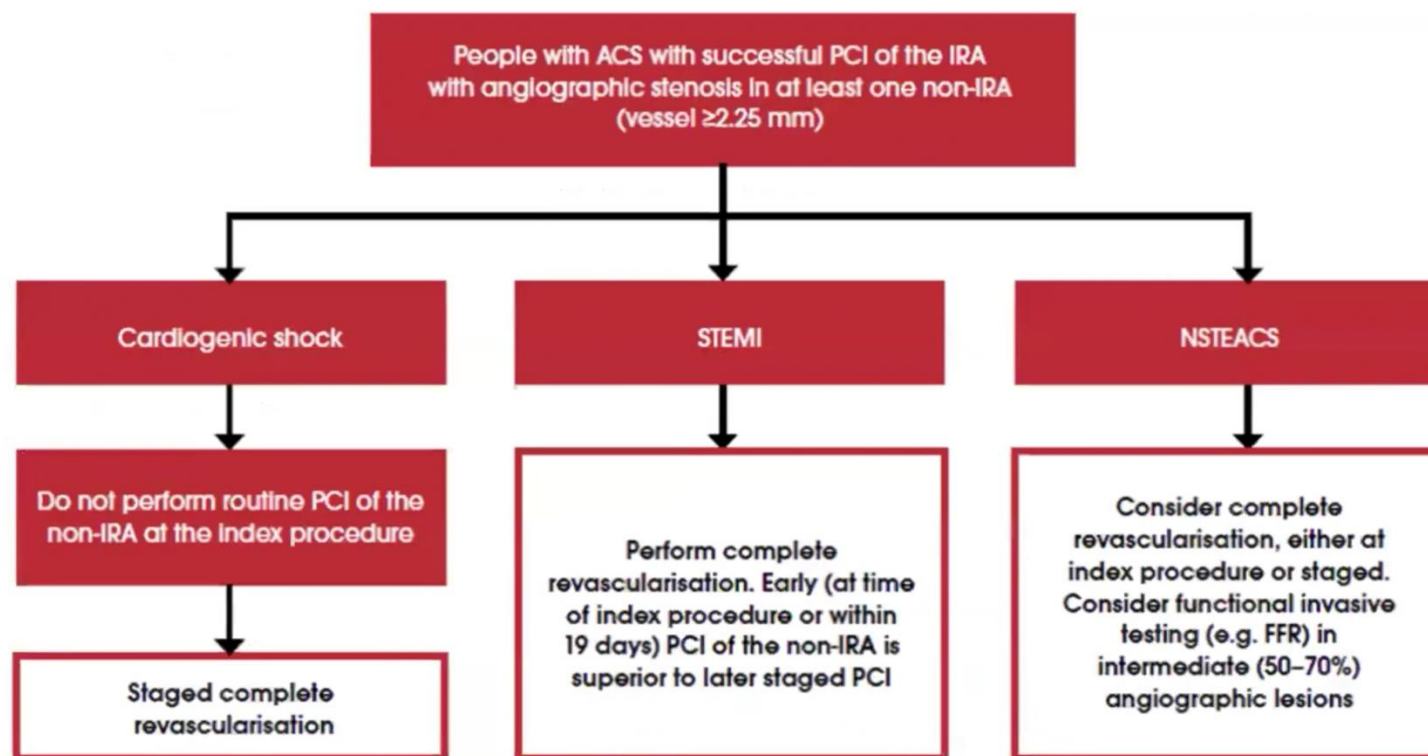 People with ACS with successful PCI of the IRA
with angiographic stenosis in at least one non-IRA
(vessel ≥2.25 mm)
Cardiogenic shock
Do not perform routine PCI of the
non-IRA at the index procedure
Staged complete
revascularisation
STEMI
Perform complete
revascularisation. Early (at time
of index procedure or within
19 days) PCI of the non-IRA is
superior to later staged PCI
NSTEACS
Consider complete
revascularisation, either at
index procedure or staged.
Consider functional invasive
testing (e.g. FFR) in
intermediate (50–70%)
angiographic lesions